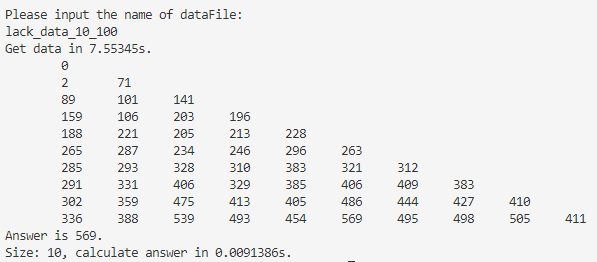 Please input the name of dataFile:
lack_data_10_100
Get data in 7.55345s.
0
2 71
89 101 141
159 106 203 196
188 221 205 213 228
265 287 234 246 296 263
285 293 328 310 383 321 312
291 331 406 329 385 406 409 383
302 359 475 413 405 486 444 427 410
336 388 539 493 454 569 495 498 505 411
Answer is 569.
Size: 10, calculate answer in 0.0091386s.